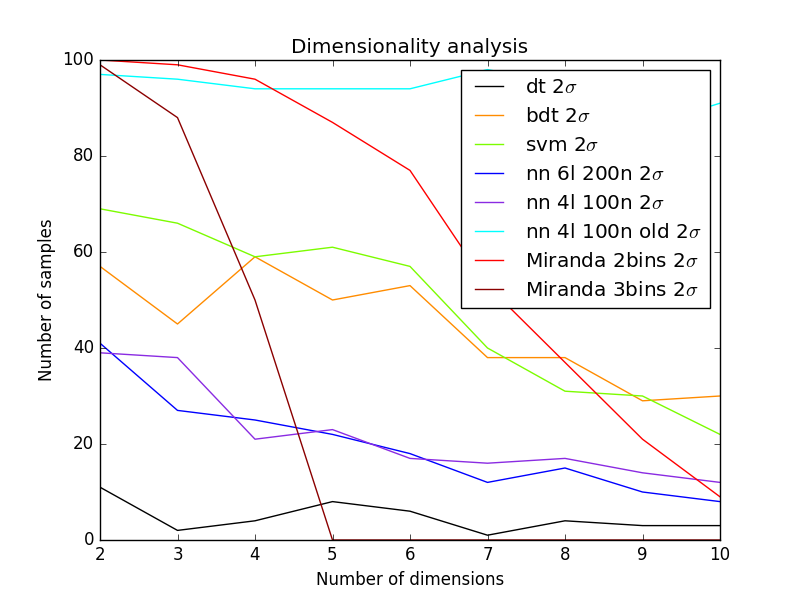 Dimensionality analysis
100
80
60
40
20
0
Number of samples
dt 2σ
bdt 2σ
svm 2σ
nn 6l 200n 2σ
nn 4l 100n 2σ
nn 4l 100n old 2σ
Miranda 2bins 2σ
Miranda 3bins 2σ
2 3 4 5 6 7 8 9 10
Number of dimensions